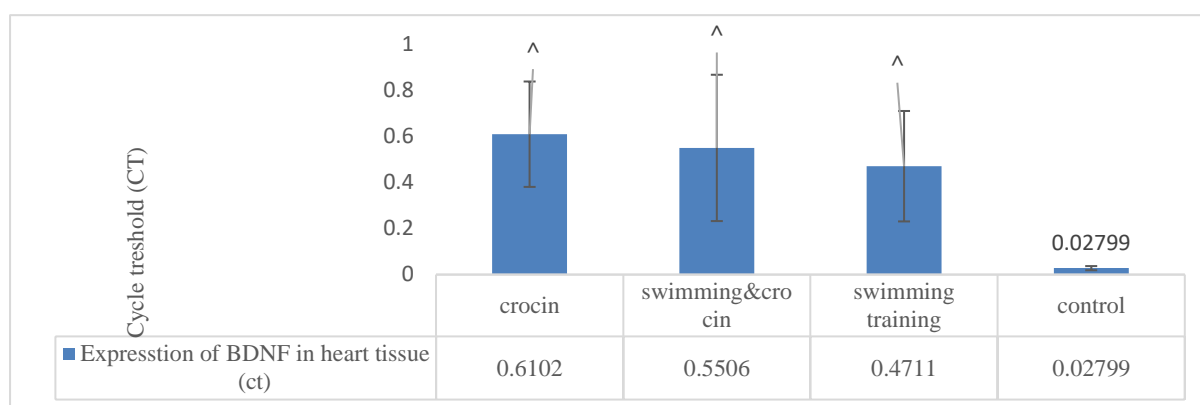 Cycle treshold (CT)
1
0.8
0.6
0.4
0.2
0
^
^
^
0.02799
crocin
swimming&cro
cin
swimming
training
control
Expresstion of BDNF in heart tissue
(ct)
0.6102
0.5506
0.4711
0.02799